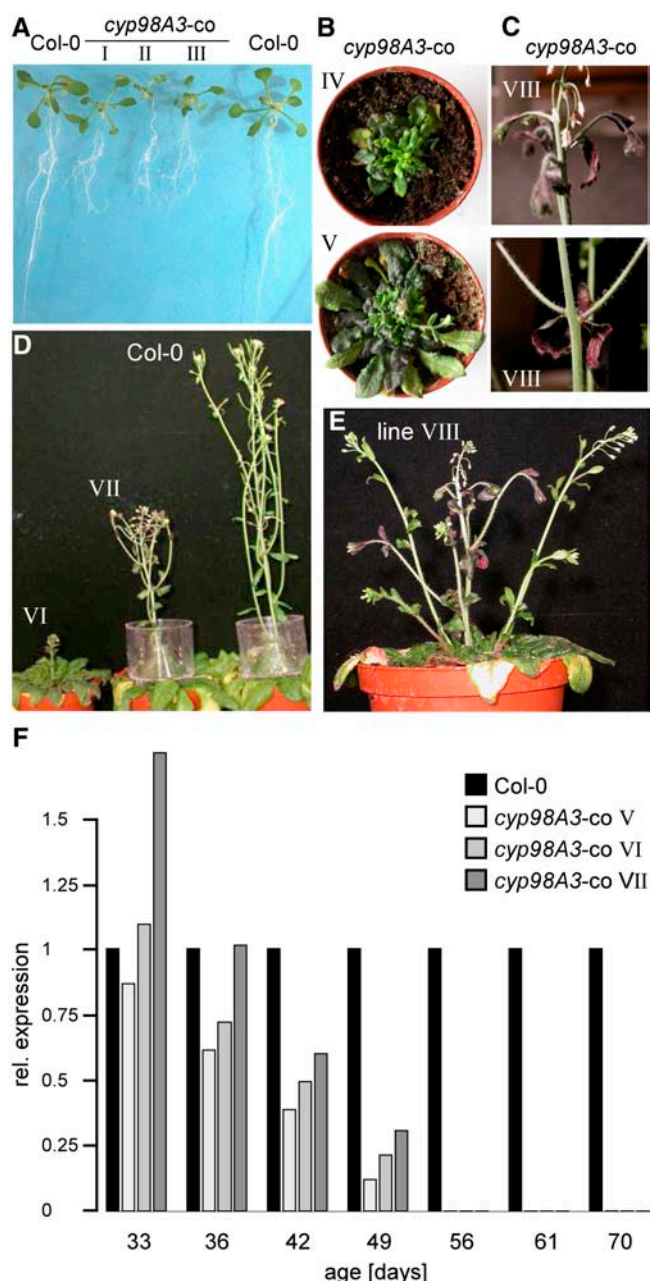 A
cyp98A3-co
Col-0
I
II
III
Col-0
B
cyp98A3-co
IV
V
C
cyp98A3-co
VIII
VIII
D
Col-0
VII
VI
E
line VIII
F
Col-0
cyp98A3-co V
cyp98A3-co VI
cyp98A3-co VII
rel. expression
1.5
1.25
1
0.75
0.5
0.25
0
33 36 42 49 56 61 70
age [days]